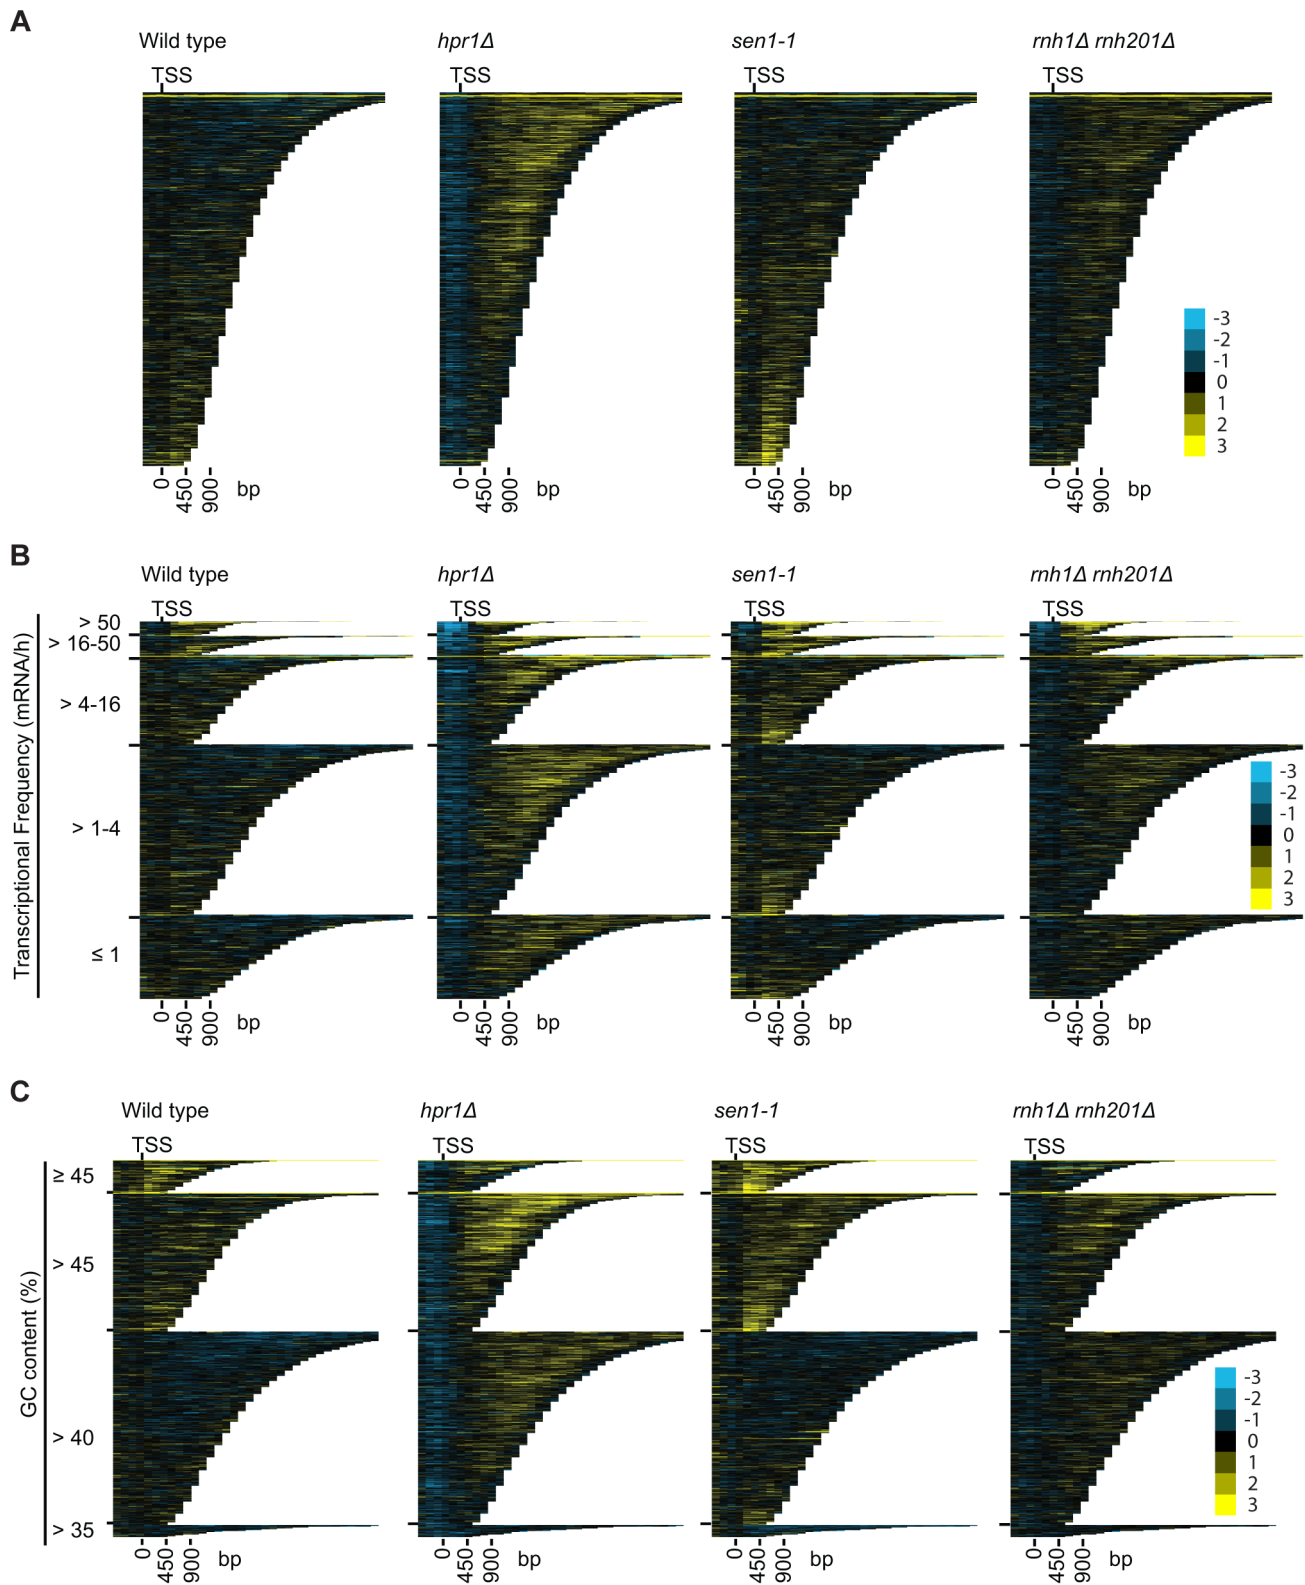 A
Wild type
hpr1Δ
sen1-1
rnh1Δ rnh201Δ
TSS
TSS
TSS
TSS
-3
-2
-1
0
1
2
3
0 450 900 bp
0 450 900 bp
0 450 900 bp
0 450 900 bp
B
Wild type
hpr1Δ
sen1-1
rnh1Δ rnh201Δ
TSS
TSS
TSS
TSS
Transcriptional Frequency (mRNA/h)
> 50
> 16-50
> 4-16
> 1-4
≤ 1
-3
-2
-1
0
1
2
3
0 450 900 bp
0 450 900 bp
0 450 900 bp
0 450 900 bp
C
Wild type
hpr1Δ
sen1-1
rnh1Δ rnh201Δ
TSS
TSS
TSS
TSS
GC content (%)
≥ 45
> 45
> 40
> 35
-3
-2
-1
0
1
2
3
0 450 900 bp
0 450 900 bp
0 450 900 bp
0 450 900 bp